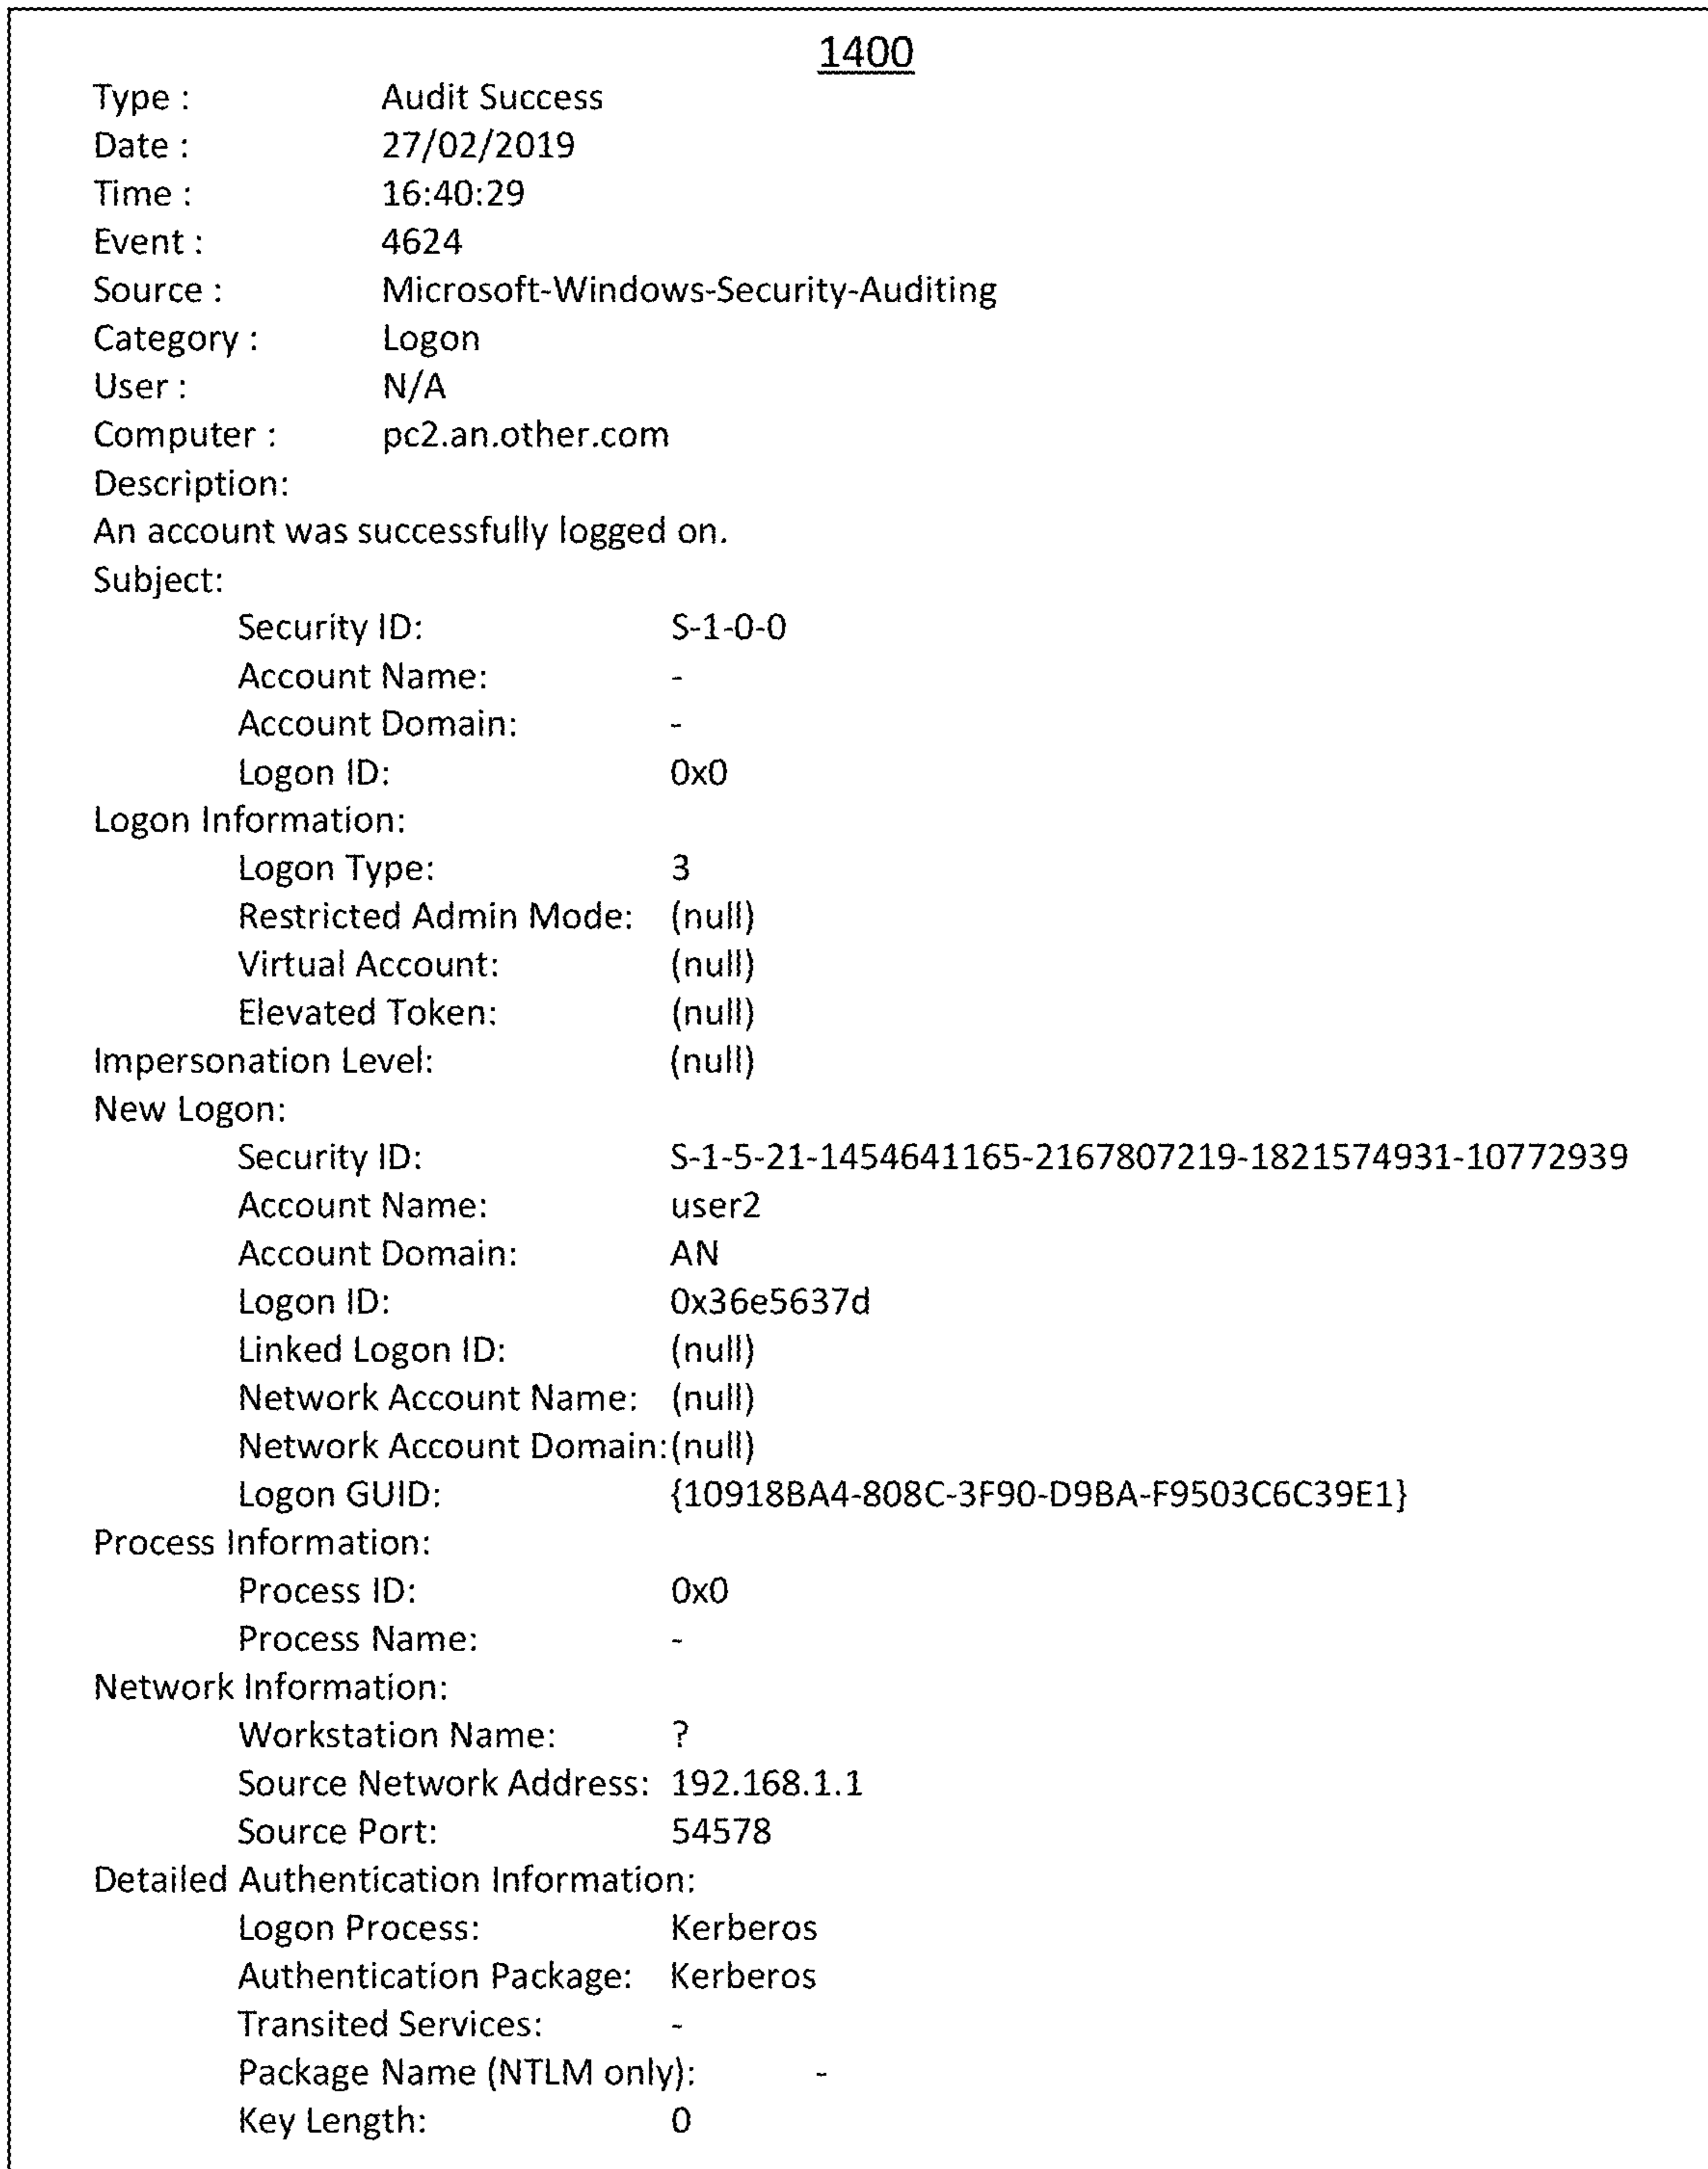 1400
Type : Audit Success
Date : 27/02/2019
Time : 16:40:29
Event : 4624
Source : Microsoft-Windows-Security-Auditing
Category : Logon
User : N/A
Computer : pc2.an.other.com
Description:
An account was successfully logged on.
Subject:
Security ID: S-1-0-0
Account Name: -
Account Domain: -
Logon ID: 0x0
Logon Information:
Logon Type: 3
Restricted Admin Mode: (null)
Virtual Account: (null)
Elevated Token: (null)
Impersonation Level: (null)
New Logon:
Security ID: S-1-5-21-1454641165-2167807219-1821574931-10772939
Account Name: user2
Account Domain: AN
Logon ID: 0x36e5637d
Linked Logon ID: (null)
Network Account Name: (null)
Network Account Domain:(null)
Logon GUID: {10918BA4-808C-3F90-D9BA-F9503C6C39E1}
Process Information:
Process ID: 0x0
Process Name: -
Network Information:
Workstation Name: ?
Source Network Address: 192.168.1.1
Source Port: 54578
Detailed Authentication Information:
Logon Process: Kerberos
Authentication Package: Kerberos
Transited Services: -
Package Name (NTLM only): -
Key Length: 0